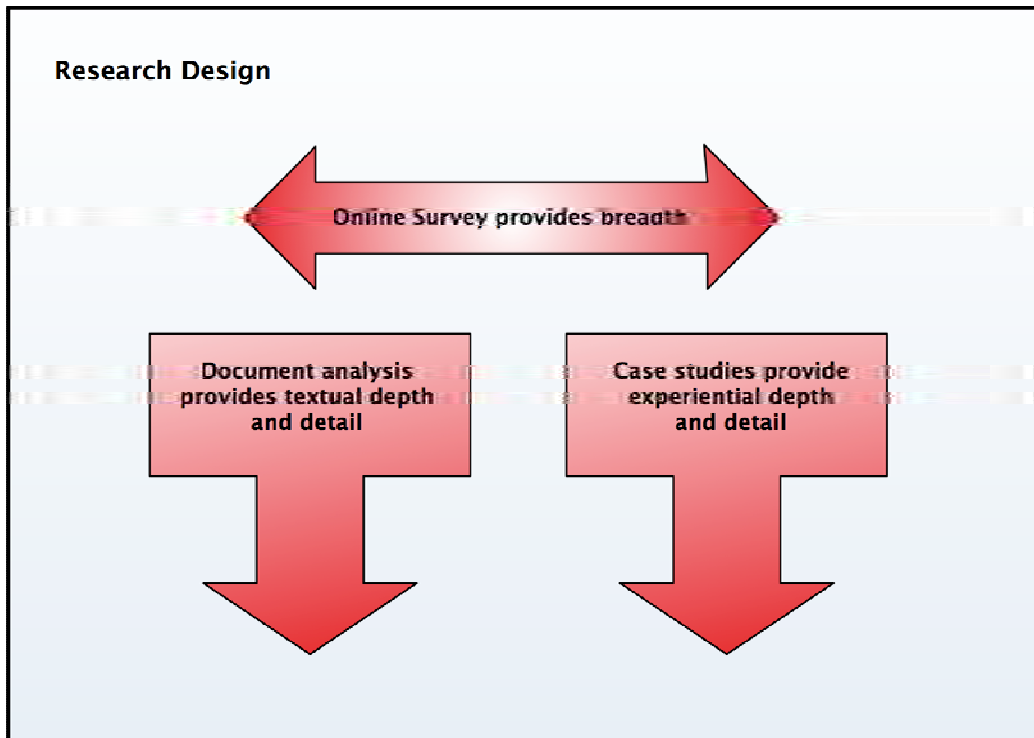 Research Design
Online Survey provides breadth
Document analysis
provides textual depth
and detail
Case studies provide
experiential depth
and detail